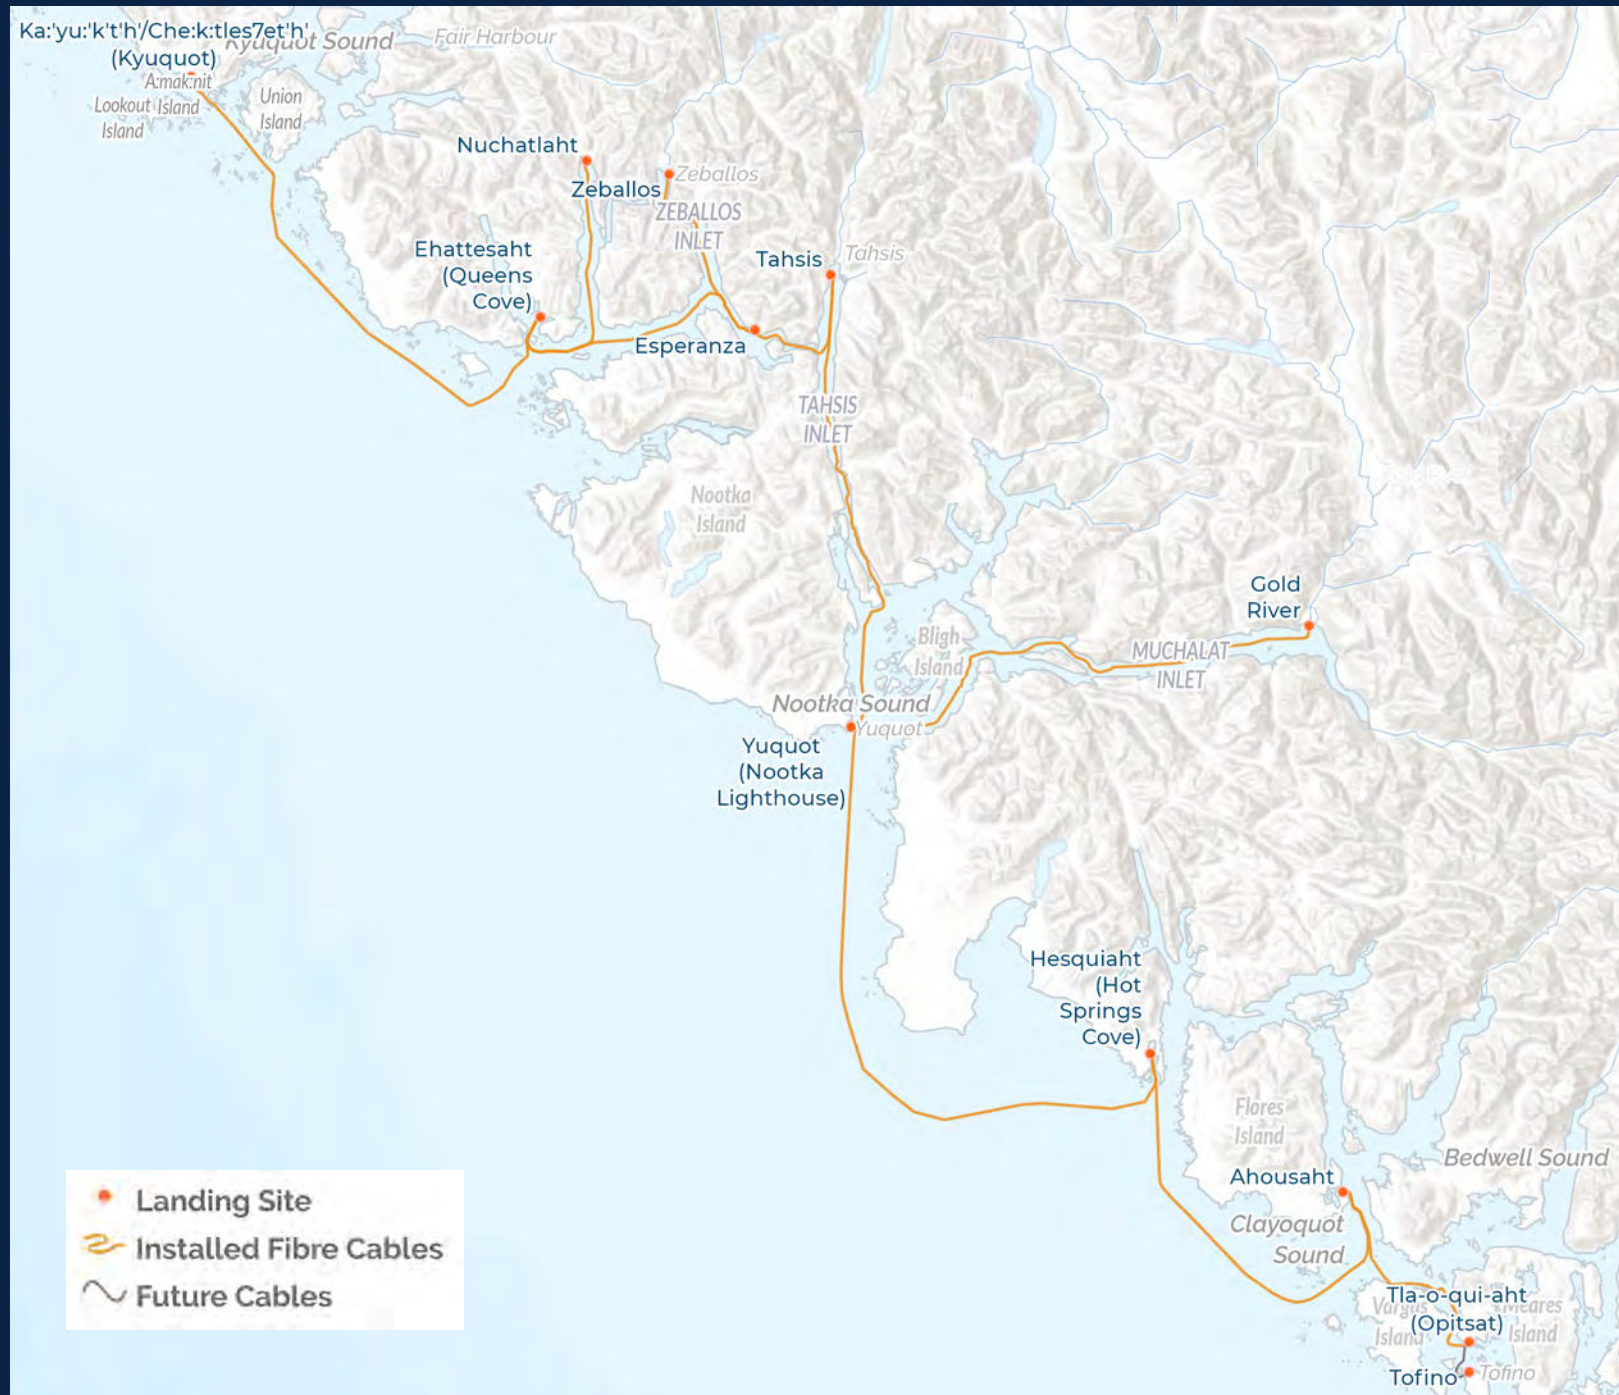 Ka:'yu:'k't'h'/Che:k:tles7et'h'
(Kyuquot)
Kyuquot Sound
Fair Harbour
A:mak:nit
Island
Lookout
Island
Union
Island
Nuchatlaht
Zeballos
Zeballos
ZEBALLOS
INLET
Ehattesaht
(Queens
Cove)
Tahsis
Tahsis
Esperanza
TAHSIS
INLET
Nootka
Island
Gold
River
Bligh
Island
MUCHALAT
INLET
Nootka Sound
Yuquot
Yuquot
(Nootka
Lighthouse)
Hesquiaht
(Hot
Springs
Cove)
Flores
Island
Bedwell Sound
Ahousaht
Clayoquot
Sound
Tla-o-qui-aht
(Opitsat)
Vargas
Island
Meares
Island
Tofino
Tofino
Landing Site
Installed Fibre Cables
Future Cables